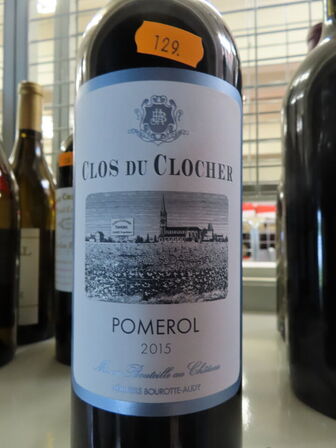 129.
CLOS DU CLOCHER
POMEROL
2015
Mis en Bouteille au Château
BOUROTTE-AUDY